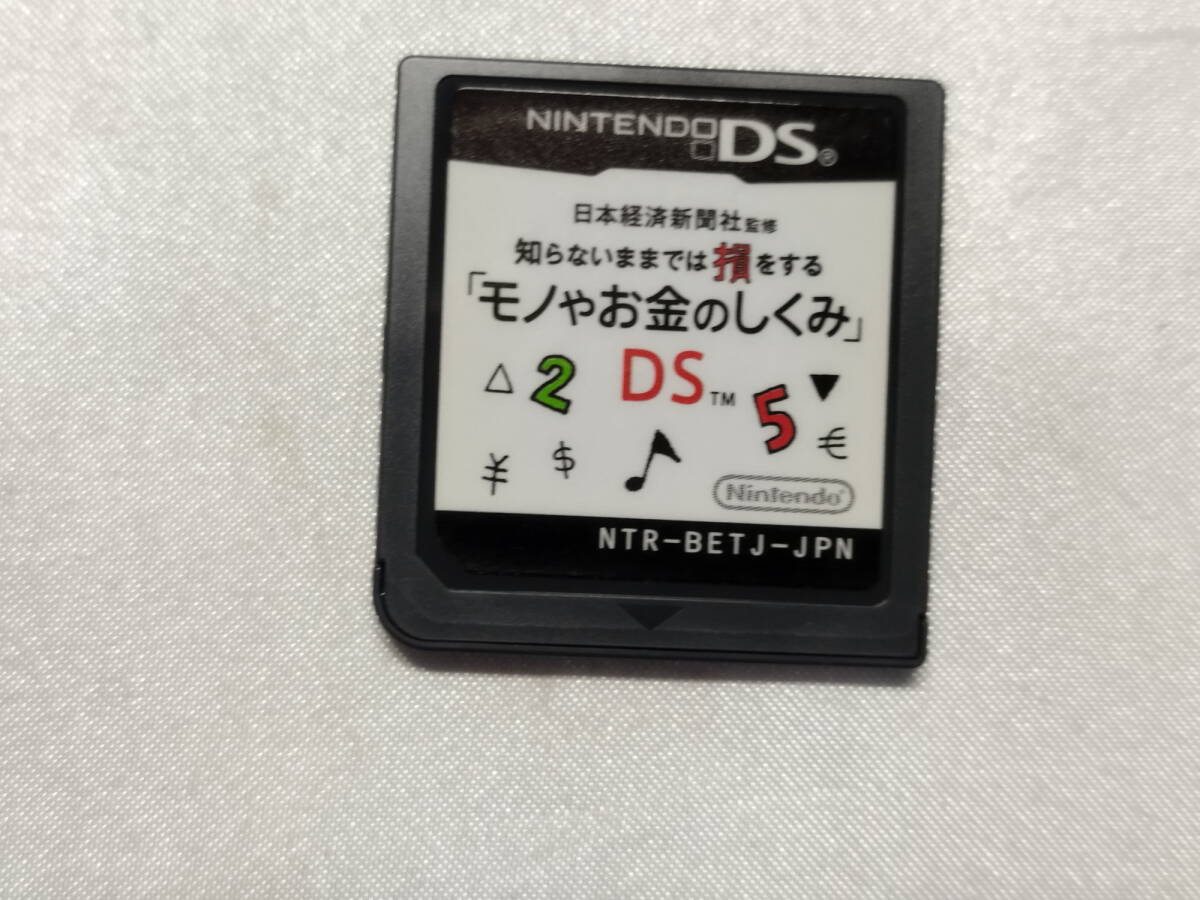 NINTENDO DS®
日本経済新聞社監修
知らないままでは損をする
「モノやお金のしくみ」
DS™
△ 2 5 ▼
¥ $ ♪ €
Nintendo®
NTR-BETJ-JPN